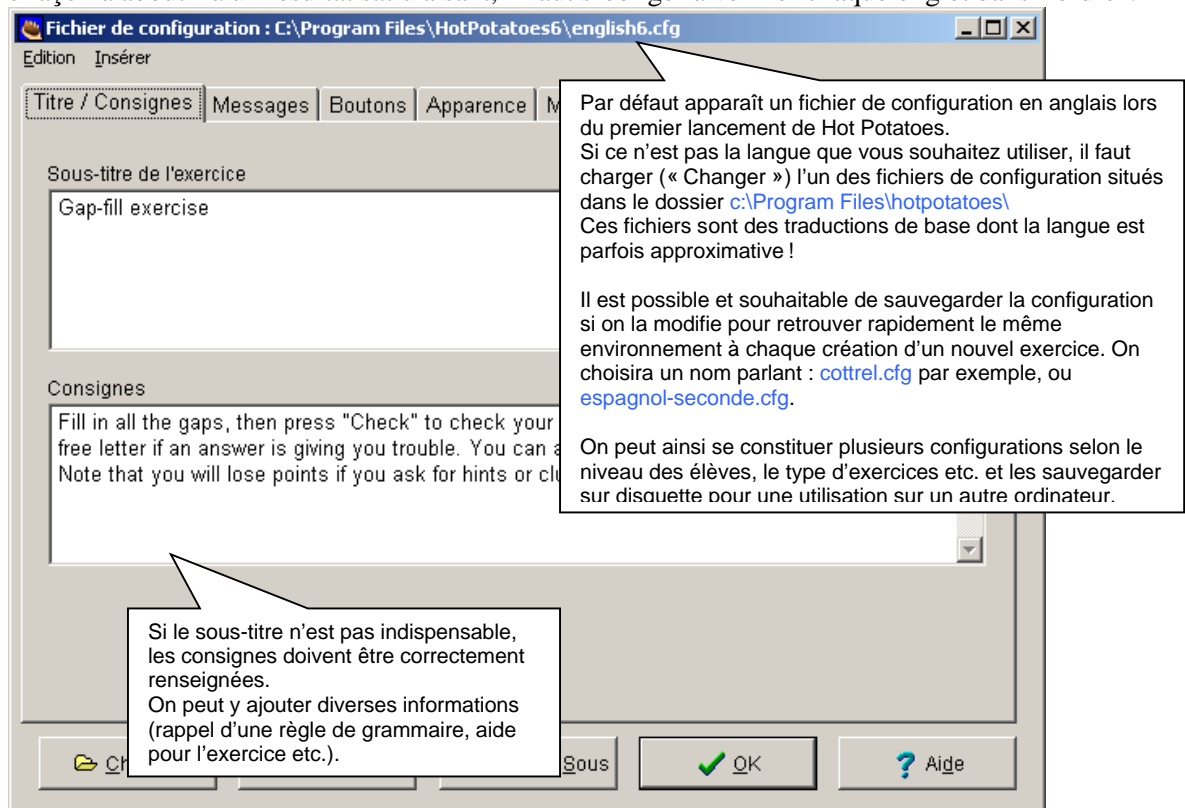 Fichier de configuration : C:\Program Files\HotPotatoes6\english6.cfg
Edition Insérer
Titre / Consignes Messages Boutons Apparence
Par défaut apparaît un fichier de configuration en anglais lors
du premier lancement de Hot Potatoes.
Si ce n'est pas la langue que vous souhaitez utiliser, il faut
charger (« Changer ») l'un des fichiers de configuration situés
dans le dossier c:\Program Files\hotpotatoes\
Ces fichiers sont des traductions de base dont la langue est
parfois approximative !
Il est possible et souhaitable de sauvegarder la configuration
si on la modifie pour retrouver rapidement le même
environnement à chaque création d'un nouvel exercice. On
choisira un nom parlant : cottrel.cfg par exemple, ou
espagnol-seconde.cfg.
On peut ainsi se constituer plusieurs configurations selon le
niveau des élèves, le type d'exercices etc. et les sauvegarder
sur disquette pour une utilisation sur un autre ordinateur.
Sous-titre de l'exercice
Gap-fill exercise
Consignes
Fill in all the gaps, then press "Check" to check your
free letter if an answer is giving you trouble. You can
Note that you will lose points if you ask for hints or
Si le sous-titre n'est pas indispensable,
les consignes doivent être correctement
renseignées.
On peut y ajouter diverses informations
(rappel d'une règle de grammaire, aide
pour l'exercice etc.).
Sous OK Aide